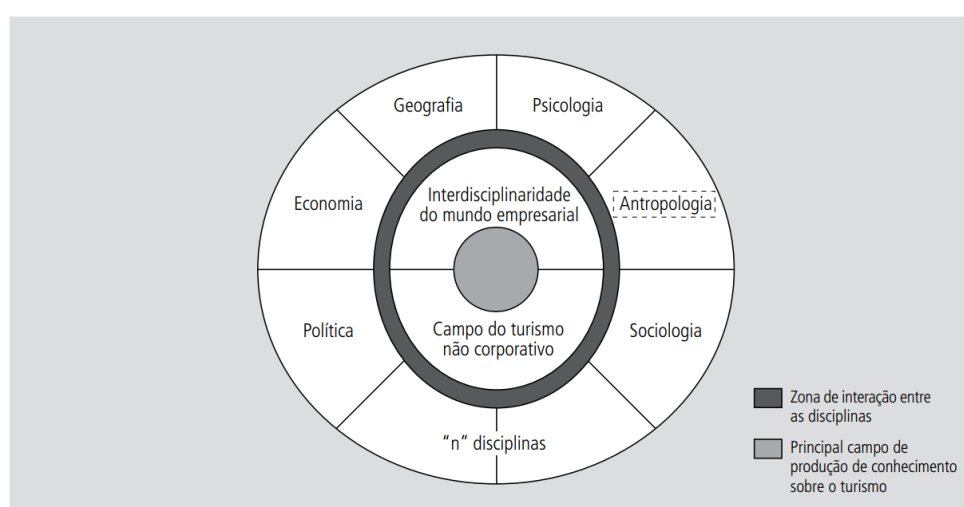 Geografia
Psicologia
Economia
Interdisciplinaridade
do mundo empresarial
Antropologia
Política
Campo do turismo
não corporativo
Sociologia
“n” disciplinas
Zona de interação entre
as disciplinas
Principal campo de
produção de conhecimento
sobre o turismo